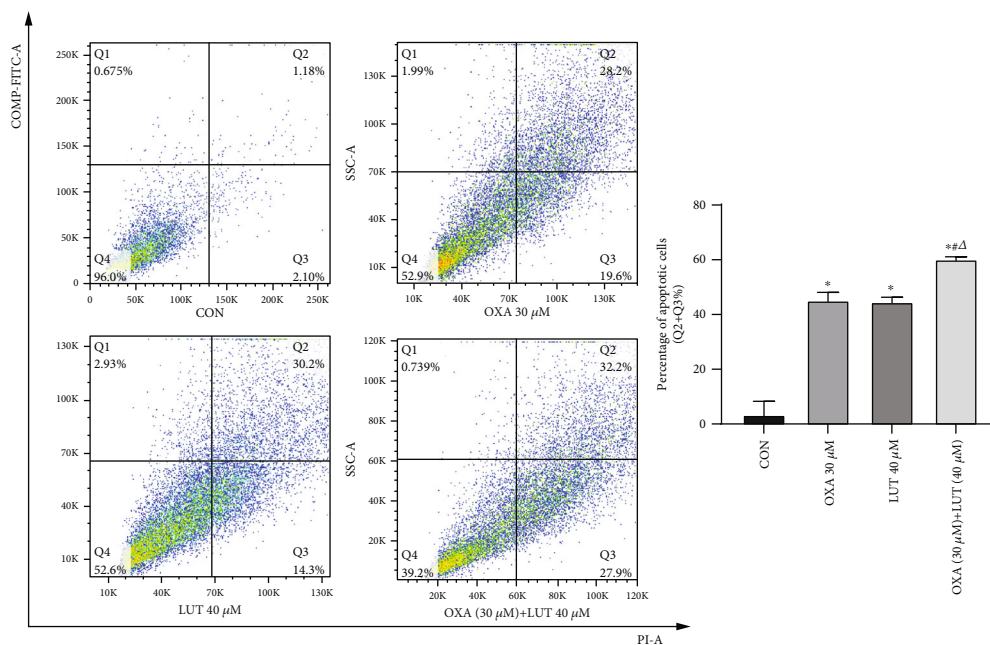 COMP-FITC-A
Q1
0.675%
Q2
1.18%
Q4
96.0%
Q3
2.10%
250K
200K
150K
100K
50K
0
0 50K 100K 150K 200K 250K
CON
SSC-A
Q1
1.99%
Q2
28.2%
Q4
52.9%
Q3
19.6%
130K
100K
70K
40K
10K
10K 40K 70K 100K 130K
OXA 30 μM
Q1
2.93%
Q2
30.2%
Q4
52.6%
Q3
14.3%
130K
100K
70K
40K
10K
10K 40K 70K 100K 130K
LUT 40 μM
SSC-A
Q1
0.739%
Q2
32.2%
Q4
39.2%
Q3
27.9%
120K
100K
80K
60K
40K
20K
20K 40K 60K 80K 100K 120K
OXA (30 μM)+LUT 40 μM
PI-A
Percentage of apoptotic cells
(Q2+Q3%)
80
60
40
20
0
*
*
*#Δ
CON
OXA 30 μM
LUT 40 μM
OXA (30 μM)+LUT (40 μM)